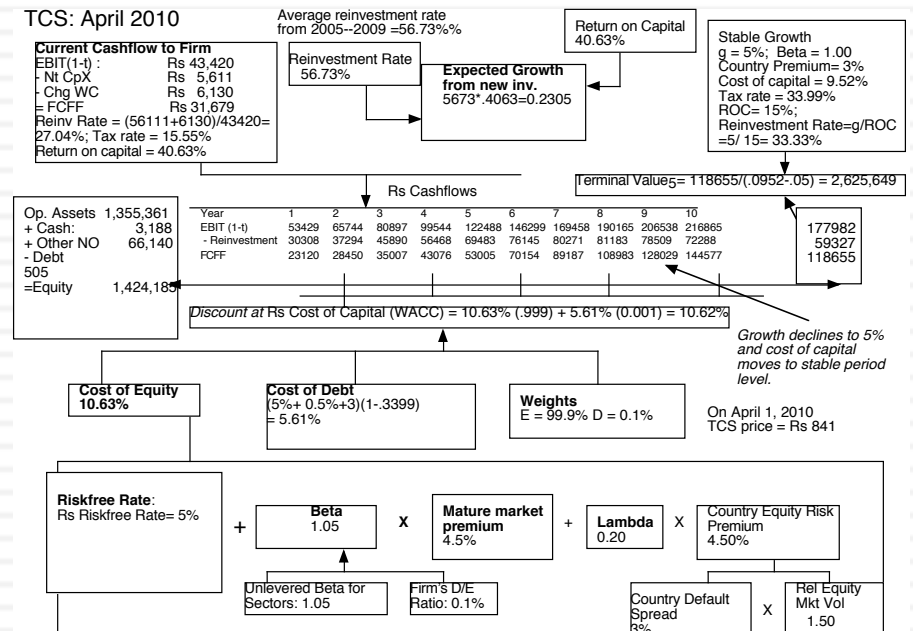 TCS: April 2010
Average reinvestment rate
from 2005--2009 =56.73%%
Return on Capital
40.63%
Current Cashflow to Firm
EBIT(1-t) : Rs 43,420
- Nt CpX Rs 5,611
- Chg WC Rs 6,130
= FCFF Rs 31,679
Reinv Rate = (56111+6130)/43420=
27.04%; Tax rate = 15.55%
Return on capital = 40.63%
Reinvestment Rate
56.73%
Expected Growth
from new inv.
5673*.4063=0.2305
Stable Growth
g = 5%; Beta = 1.00
Country Premium= 3%
Cost of capital = 9.52%
Tax rate = 33.99%
ROC= 15%;
Reinvestment Rate=g/ROC
=5/ 15= 33.33%
Rs Cashflows
Terminal Value5= 118655/(.0952-.05) = 2,625,649
Op. Assets 1,355,361
+ Cash: 3,188
+ Other NO 66,140
- Debt
505
=Equity 1,424,185
Year 1 2 3 4 5 6 7 8 9 10
EBIT (1-t) 53429 65744 80897 99544 122488 146299 169458 190165 206538 216865
- Reinvestment 30308 37294 45890 56468 69483 76145 80271 81183 78509 72288
FCFF 23120 28450 35007 43076 53005 70154 89187 108983 128029 144577
177982
59327
118655
Discount at Rs Cost of Capital (WACC) = 10.63% (.999) + 5.61% (0.001) = 10.62%
Growth declines to 5%
and cost of capital
moves to stable period
level.
Cost of Equity
10.63%
Cost of Debt
(5%+ 0.5%+3)(1-.3399)
= 5.61%
Weights
E = 99.9% D = 0.1%
On April 1, 2010
TCS price = Rs 841
Riskfree Rate:
Rs Riskfree Rate= 5%
+
Beta
1.05
X
Mature market
premium
4.5%
+
Lambda
0.20
X
Country Equity Risk
Premium
4.50%
Unlevered Beta for
Sectors: 1.05
Firm's D/E
Ratio: 0.1%
Country Default
Spread
3%
X
Rel Equity
Mkt Vol
1.50